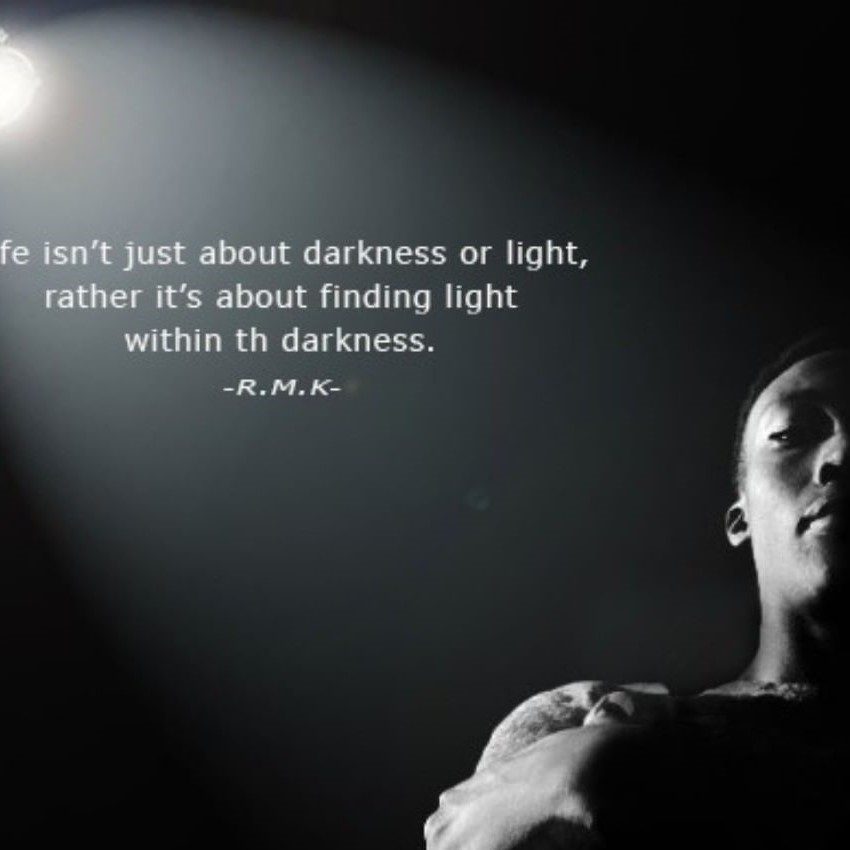 fe isn't just about darkness or light,
rather it's about finding light
within th darkness.
-R.M.K-